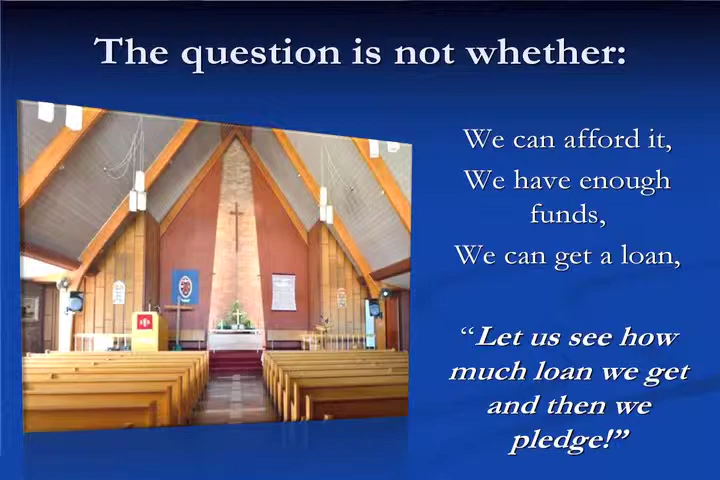 The question is not whether:
We can afford it,
We have enough
funds,
We can get a loan,
“Let us see how
much loan we get
and then we
pledge!”